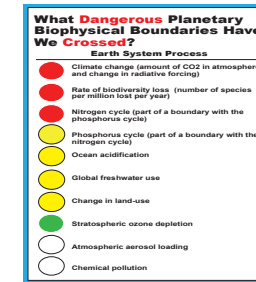 What Dangerous Planetary
Biophysical Boundaries Have
We Crossed?
Earth System Process
Climate change (amount of CO2 in atmosphere
and change in radiative forcing)
Rate of biodiversity loss (number of species
per million lost per year)
Nitrogen cycle (part of a boundary with the
phosphorus cycle)
Phosphorus cycle (part of a boundary with the
nitrogen cycle)
Ocean acidification
Global freshwater use
Change in land-use
Stratospheric ozone depletion
Atmospheric aerosol loading
Chemical pollution